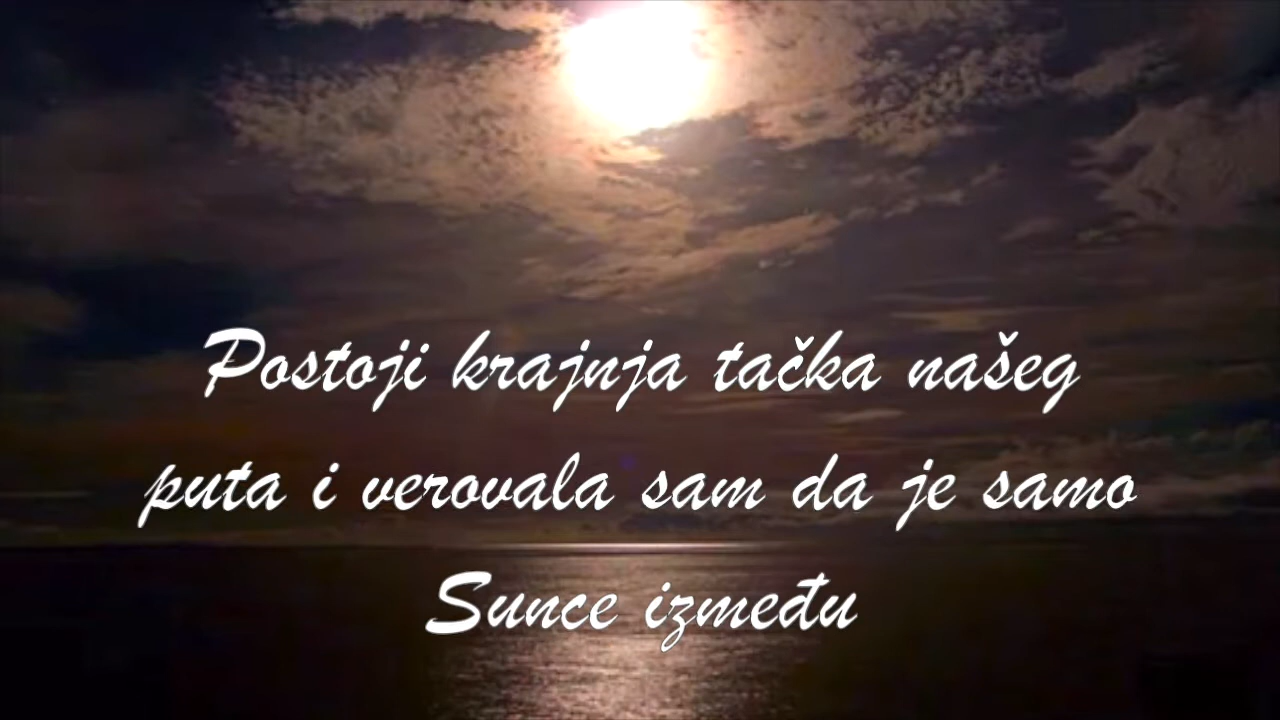 Postoji krajnja tačka našeg
puta i verovala sam da je samo
Sunce između